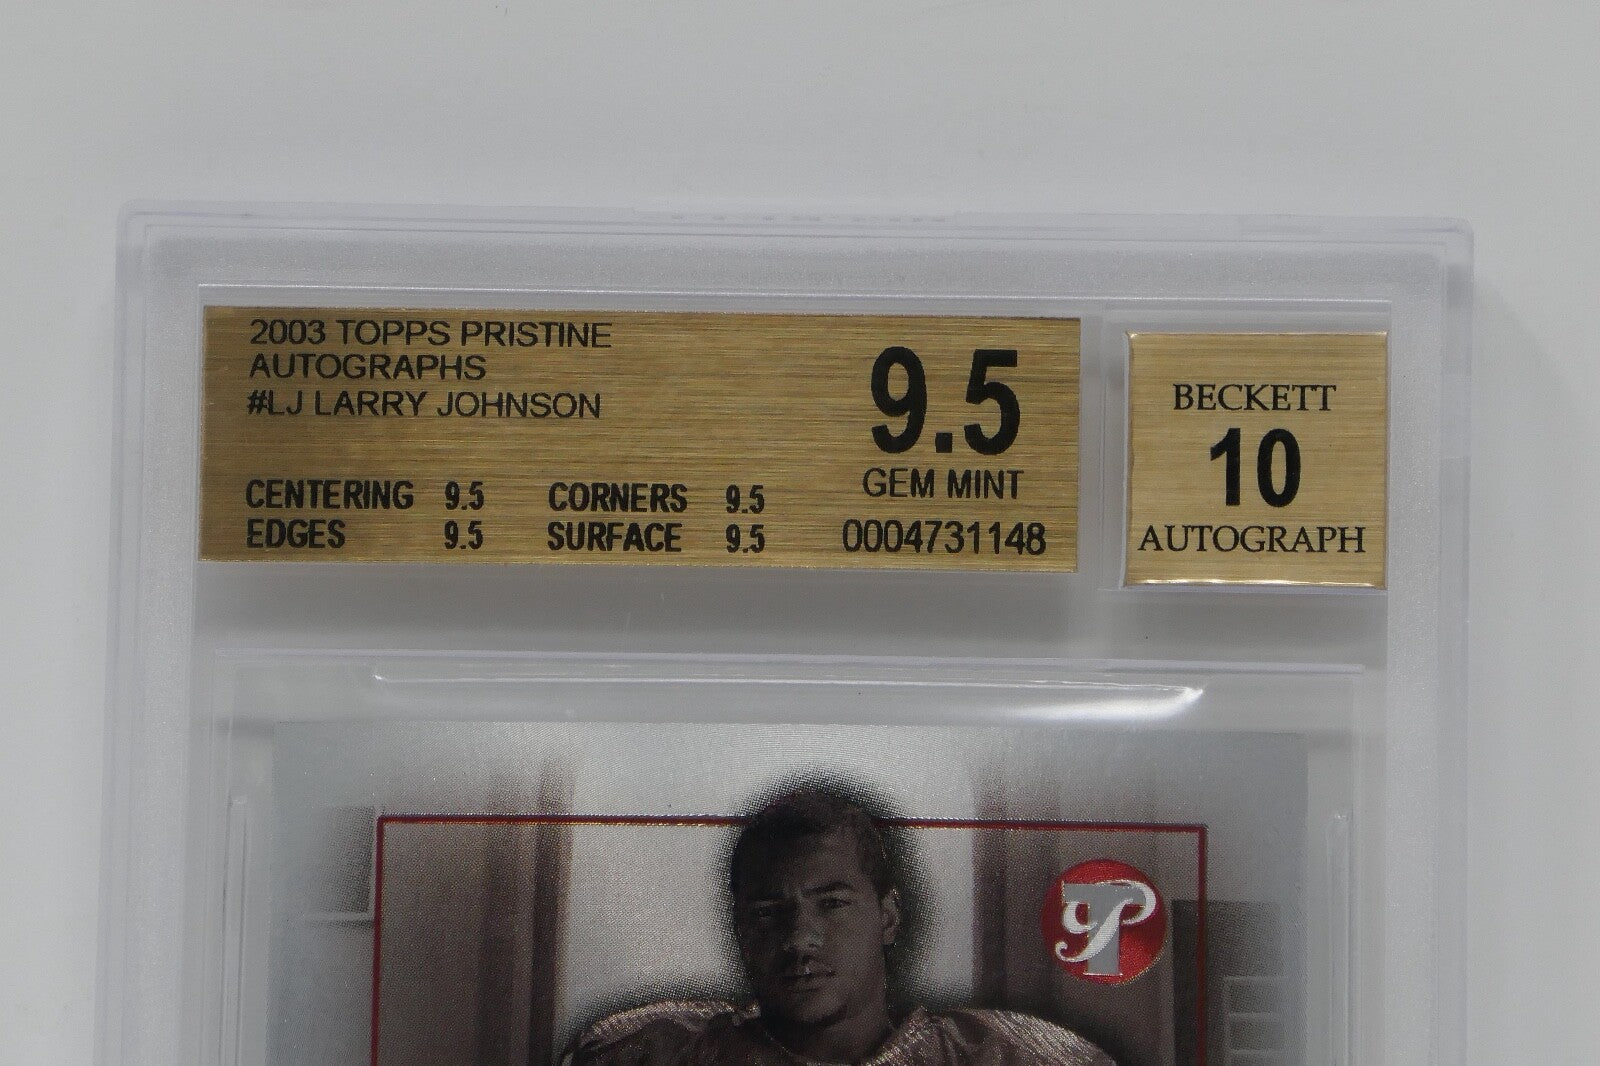 2003 TOPPS PRISTINE
AUTOGRAPHS
#LJ LARRY JOHNSON
CENTERING 9.5 CORNERS 9.5
EDGES 9.5 SURFACE 9.5
9.5
GEM MINT
0004731148
BECKETT
10
AUTOGRAPH
TP